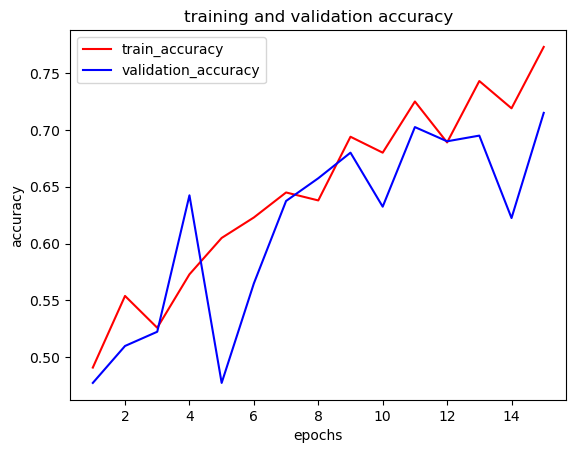 training and validation accuracy
train_accuracy
validation_accuracy
0.75
0.70
0.65
0.60
0.55
0.50
accuracy
2 4 6 8 10 12 14
epochs